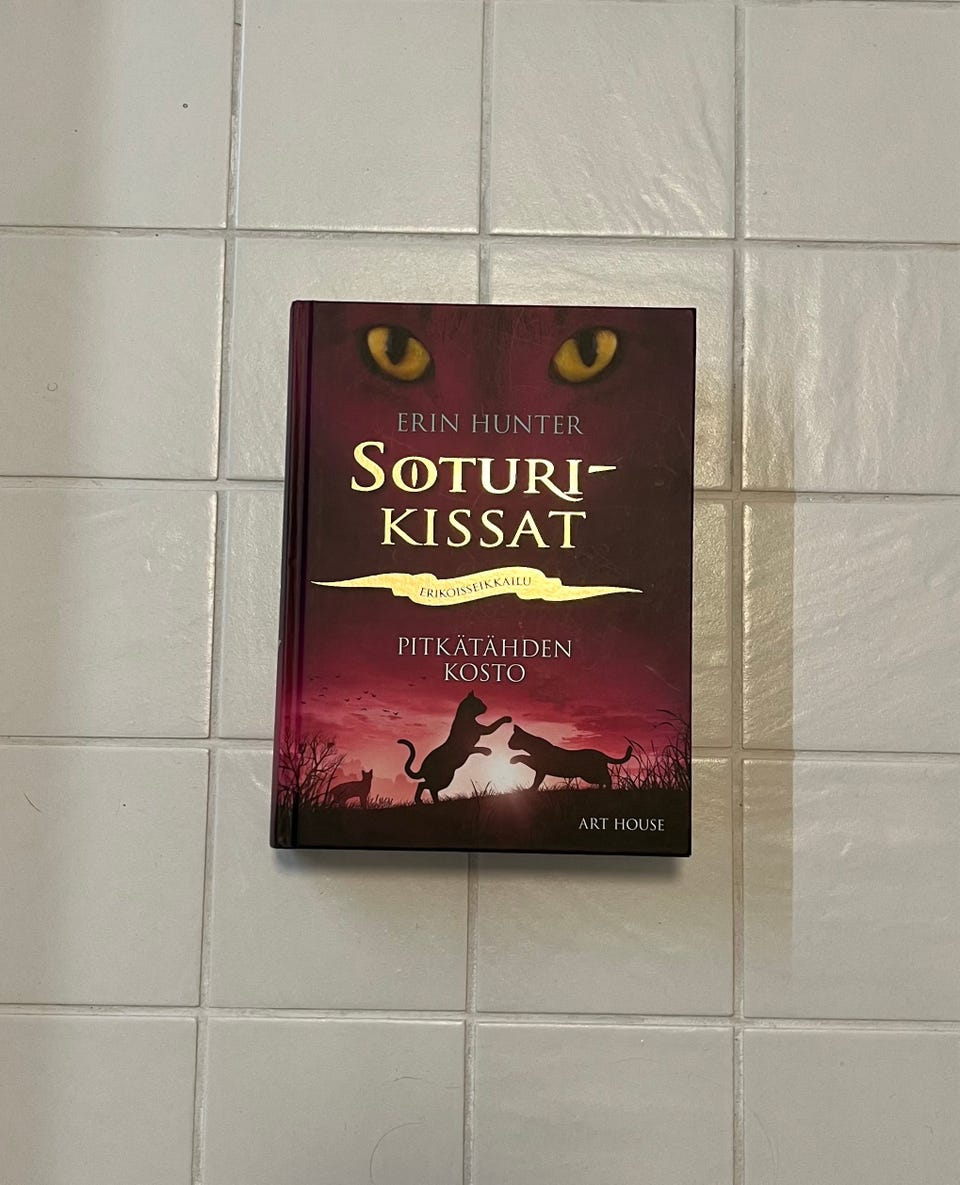 ERIN HUNTER
SOTURI-
KISSAT
ERIKOISSEIKKAILU
PITKÄTÄHDEN
KOSTO
ART HOUSE